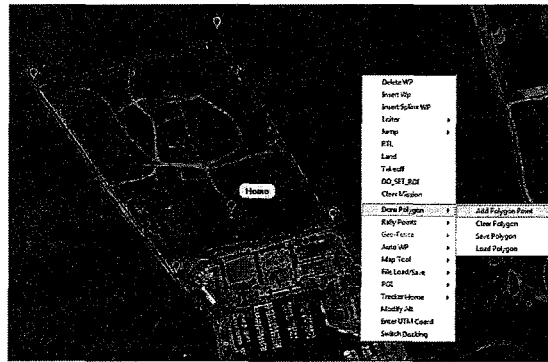 Home
Delete WP
Insert Wp
Insert Spline WP
Loiter
Jump
RTL
Land
Takeoff
DO_SET_ROI
Clear Mission
Draw Polygon
Add Polygon Point
Rally Points
Clear Polygon
Geo-Fence
Save Polygon
Auto WP
Load Polygon
Map Tool
File Load/Save
POI
Tracker Home
Modify Alt
Enter UTM Coord
Switch Docking